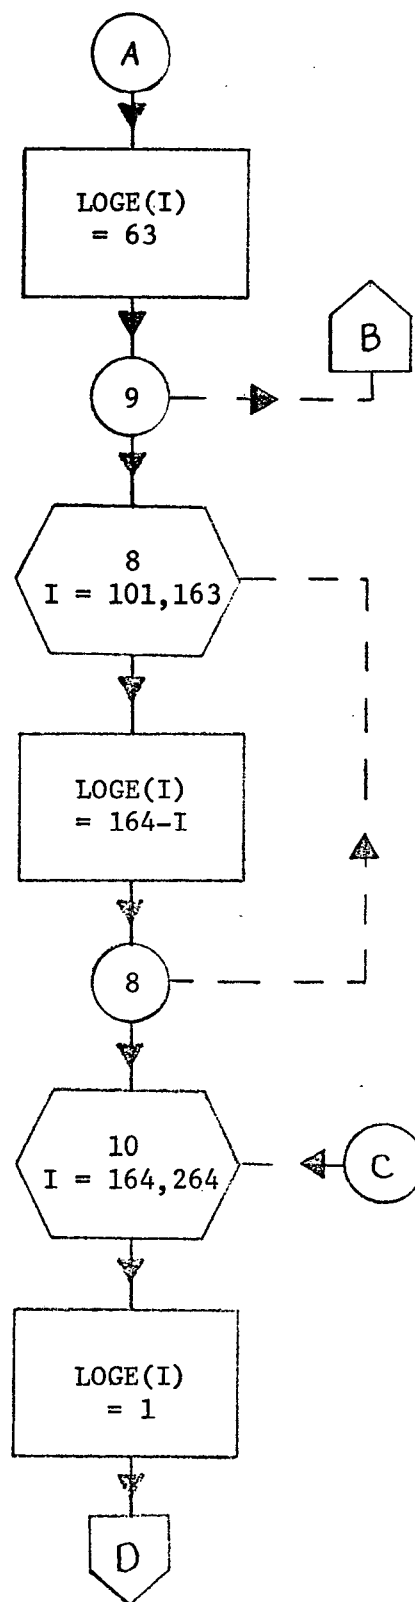 A
LOGE(I)
= 63
B
9
8
I = 101,163
LOGE(I)
= 164-I
8
10
I = 164,264
C
LOGE(I)
= 1
D